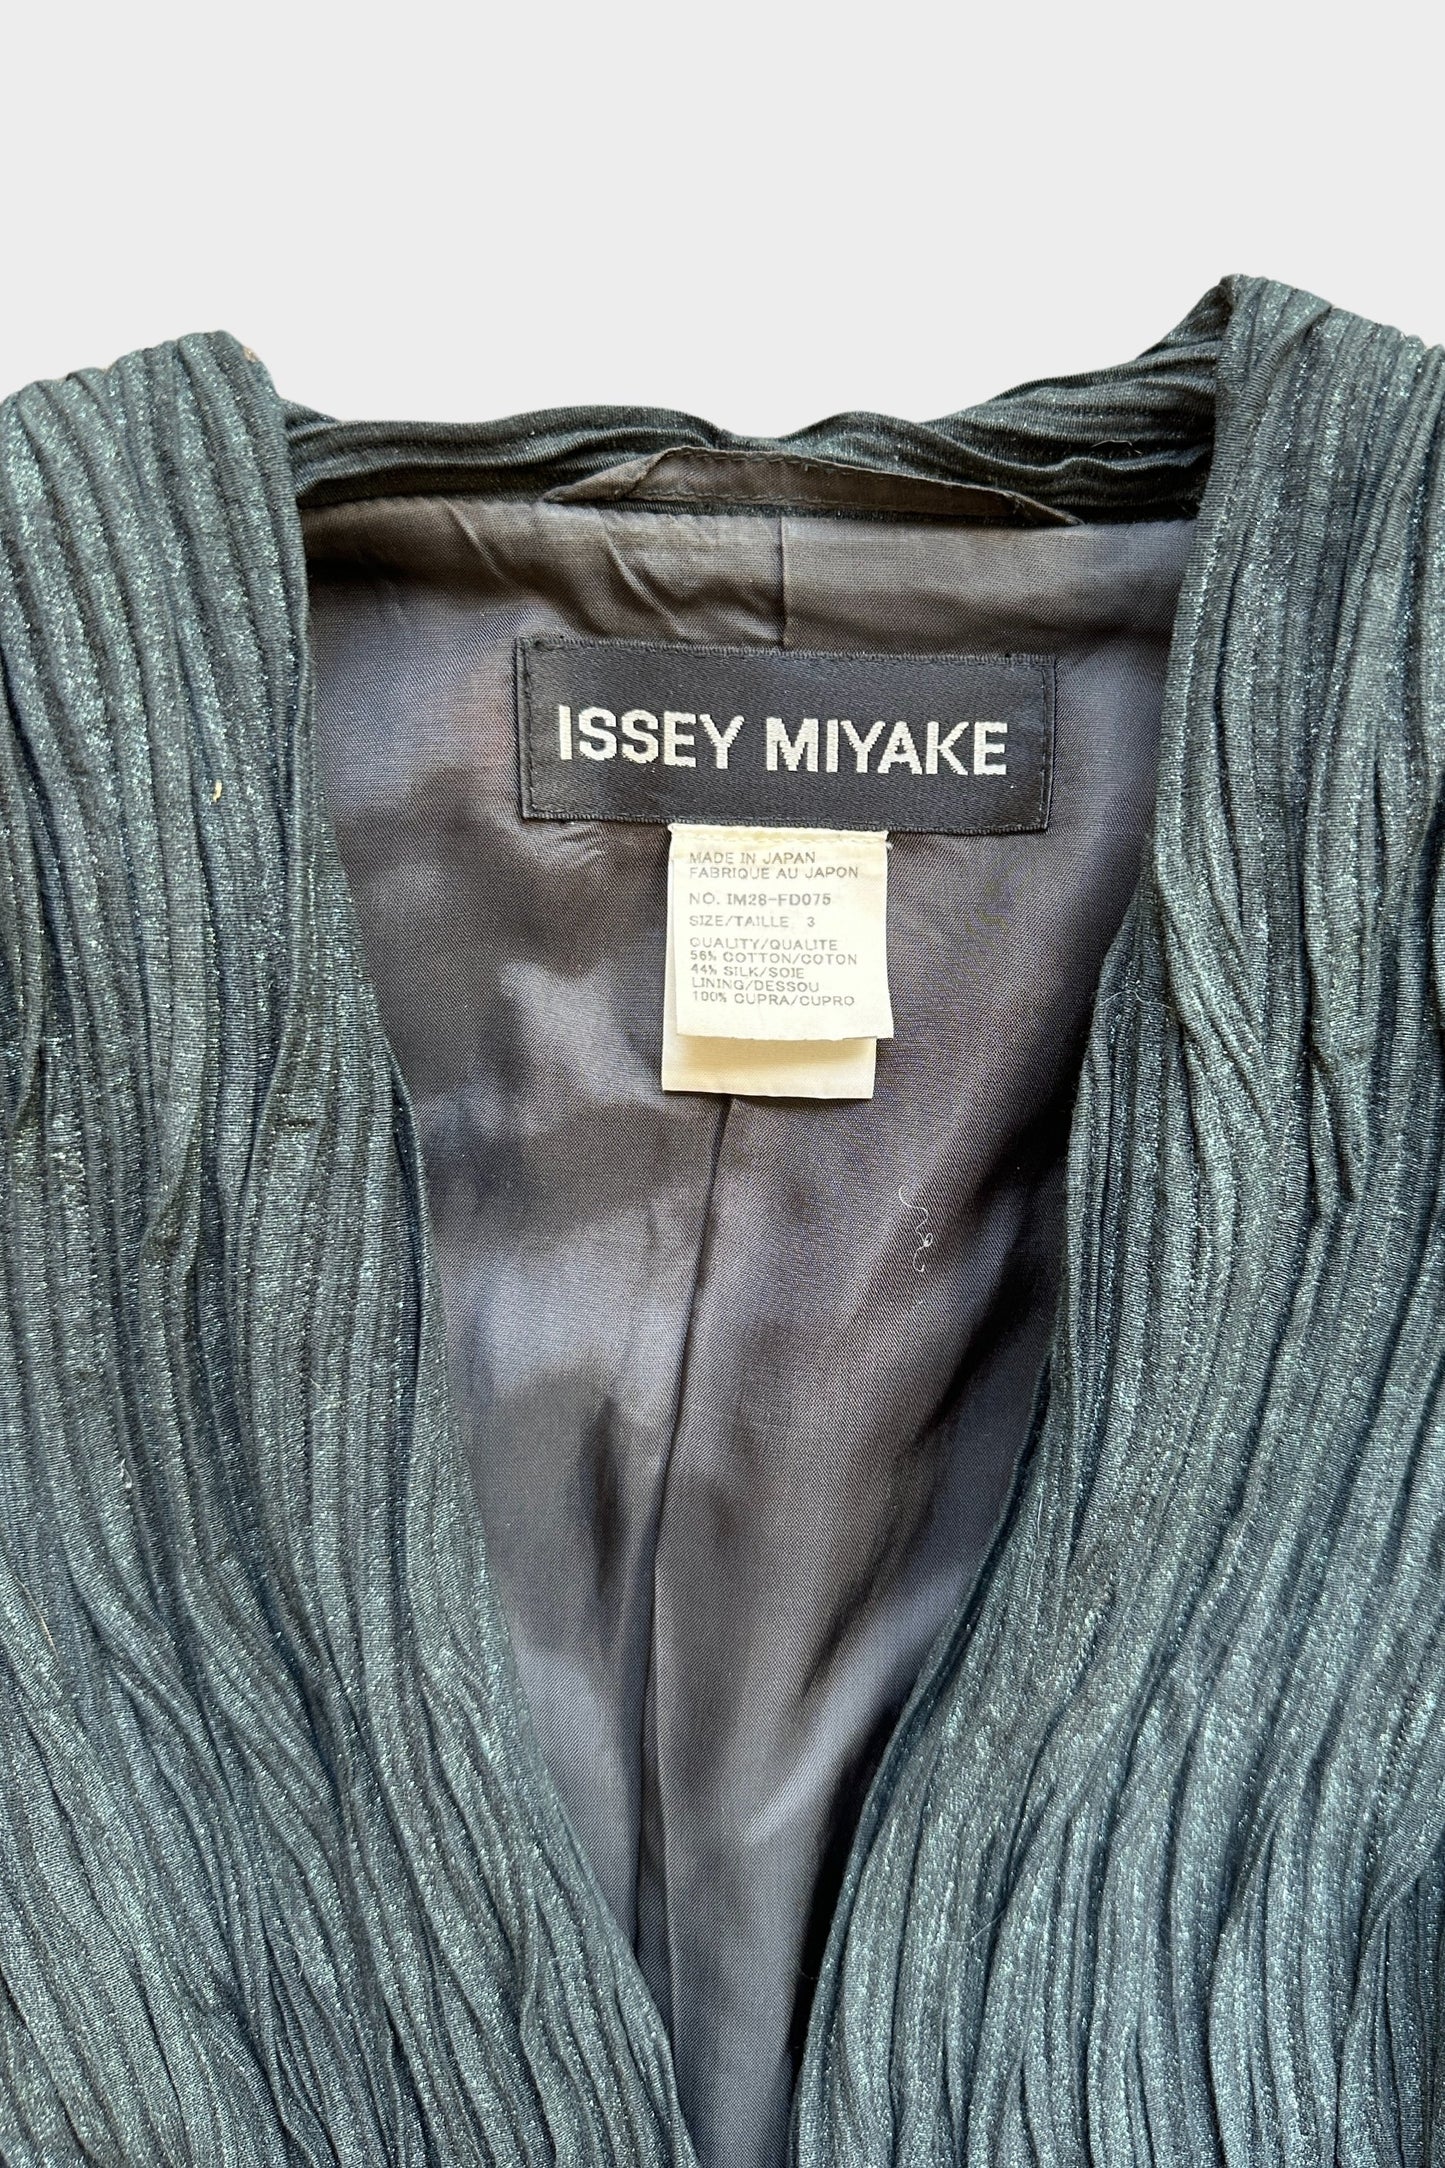 ISSEY MIYAKE
MADE IN JAPAN
FABRIQUÉ AU JAPON
NO. IM28-FD075
SIZE/TAILLE 3
QUALITY/QUALITE
56% COTTON/COTON
44% SILK/SOIE
LINING/DESSOU
100% CUPRA/CUPRO